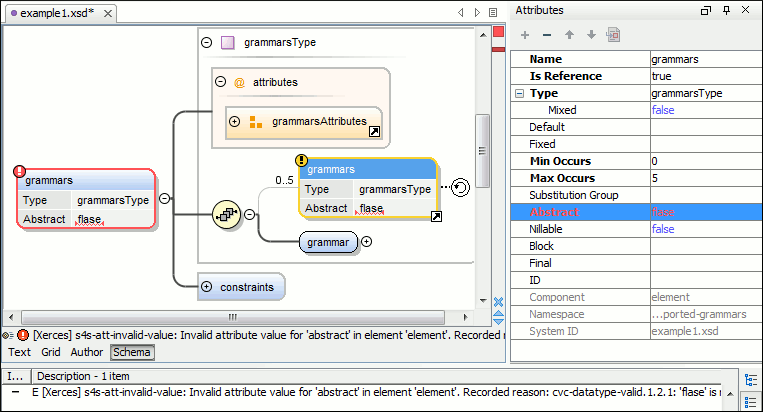 example1.xsd*
grammarsType
attributes
grammarsAttributes
grammars
Type grammarsType
Abstract flase
0..5
grammars
Type grammarsType
Abstract flase
grammar
constraints
[Xerces] s4s-att-invalid-value: Invalid attribute value for 'abstract' in element 'element'. Recorded
Text Grid Author Schema
Attributes
Name grammars
Is Reference true
Type grammarsType
Mixed false
Default
Fixed
Min Occurs 0
Max Occurs 5
Substitution Group
Abstract flase
Nillable false
Block
Final
ID
Component element
Namespace ...ported-grammars
System ID example1.xsd
I... Description - 1 item
E [Xerces] s4s-att-invalid-value: Invalid attribute value for 'abstract' in element 'element'. Recorded reason: cvc-datatype-valid.1.2.1: 'flase' is